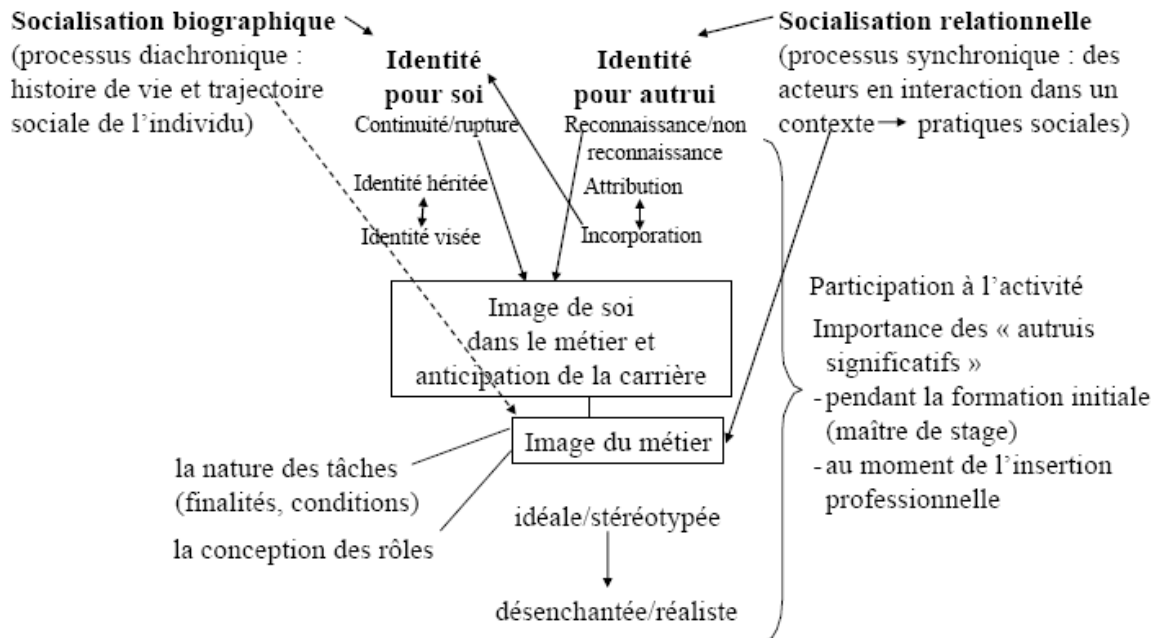 Socialisation biographique
(processus diachronique :
histoire de vie et trajectoire
sociale de l’individu)
Identité
pour soi
Continuité/rupture
Identité héritée
Identité visée
Identité
pour autrui
Reconnaissance/non
reconnaissance
Attribution
Incorporation
Socialisation relationnelle
(processus synchronique : des
acteurs en interaction dans un
contexte → pratiques sociales)
Image de soi
dans le métier et
anticipation de la carrière
Image du métier
la nature des tâches
(finalités, conditions)
la conception des rôles
idéale/stéréotypée
désenchantée/réaliste
Participation à l’activité
Importance des « autruis
significatifs »
- pendant la formation initiale
(maître de stage)
- au moment de l’insertion
professionnelle